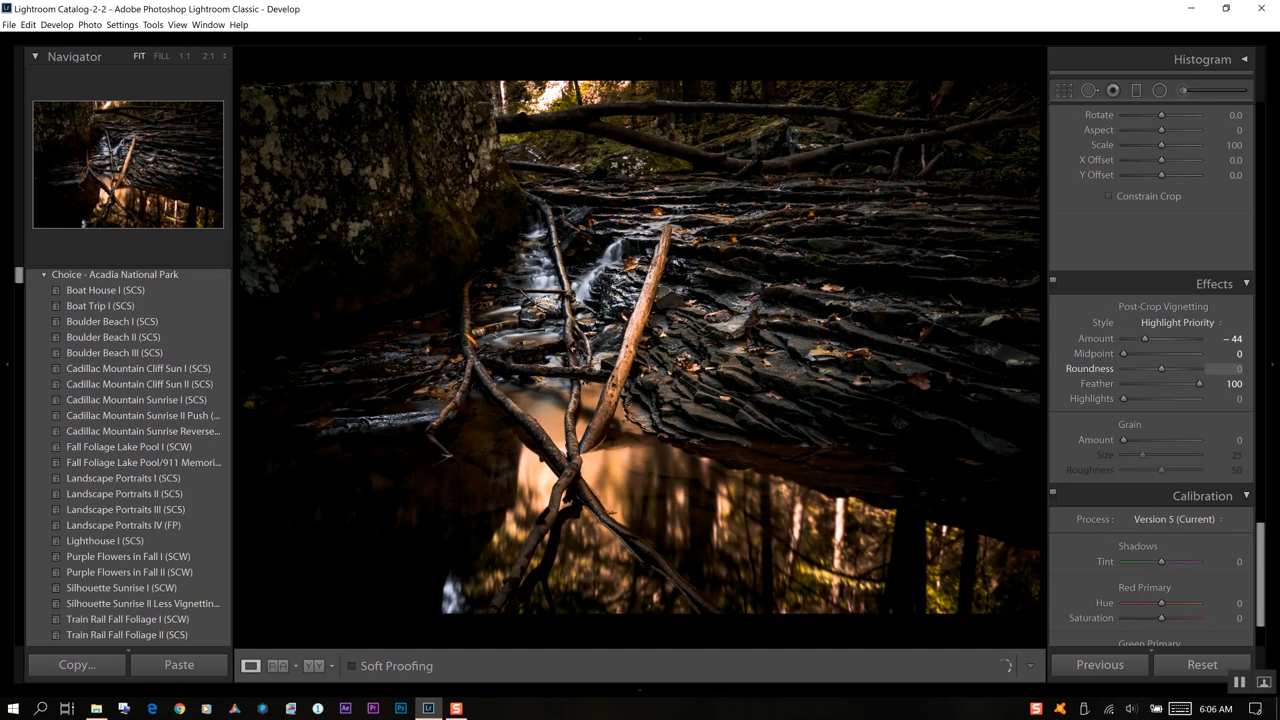 Lightroom Catalog-2-2 - Adobe Photoshop Lightroom Classic - Develop
File Edit Develop Photo Settings Tools View Window Help
Navigator FIT FILL 1:1 2:1
Choice - Acadia National Park
Boat House I (SCS)
Boat Trip I (SCS)
Boulder Beach I (SCS)
Boulder Beach II (SCS)
Boulder Beach III (SCS)
Cadillac Mountain Cliff Sun I (SCS)
Cadillac Mountain Cliff Sun II (SCS)
Cadillac Mountain Sunrise I (SCS)
Cadillac Mountain Sunrise II Push (...
Cadillac Mountain Sunrise Reverse...
Fall Foliage Lake Pool I (SCW)
Fall Foliage Lake Pool/911 Memori...
Landscape Portraits I (SCS)
Landscape Portraits II (SCS)
Landscape Portraits III (SCS)
Landscape Portraits IV (FP)
Lighthouse I (SCS)
Purple Flowers in Fall I (SCW)
Purple Flowers in Fall II (SCW)
Silhouette Sunrise I (SCW)
Silhouette Sunrise II Less Vignettin...
Train Rail Fall Foliage I (SCW)
Train Rail Fall Foliage II (SCS)
Copy... Paste
Soft Proofing
Histogram
Rotate 0.0
Aspect 0
Scale 100
X Offset 0.0
Y Offset 0.0
Constrain Crop
Effects
Post-Crop Vignetting
Style Highlight Priority
Amount – 44
Midpoint 0
Roundness 0
Feather 100
Highlights 0
Grain
Amount 0
Size 25
Roughness 50
Calibration
Process: Version 5 (Current)
Shadows
Tint 0
Red Primary
Hue 0
Saturation 0
Green Primary
Previous Reset
6:06 AM